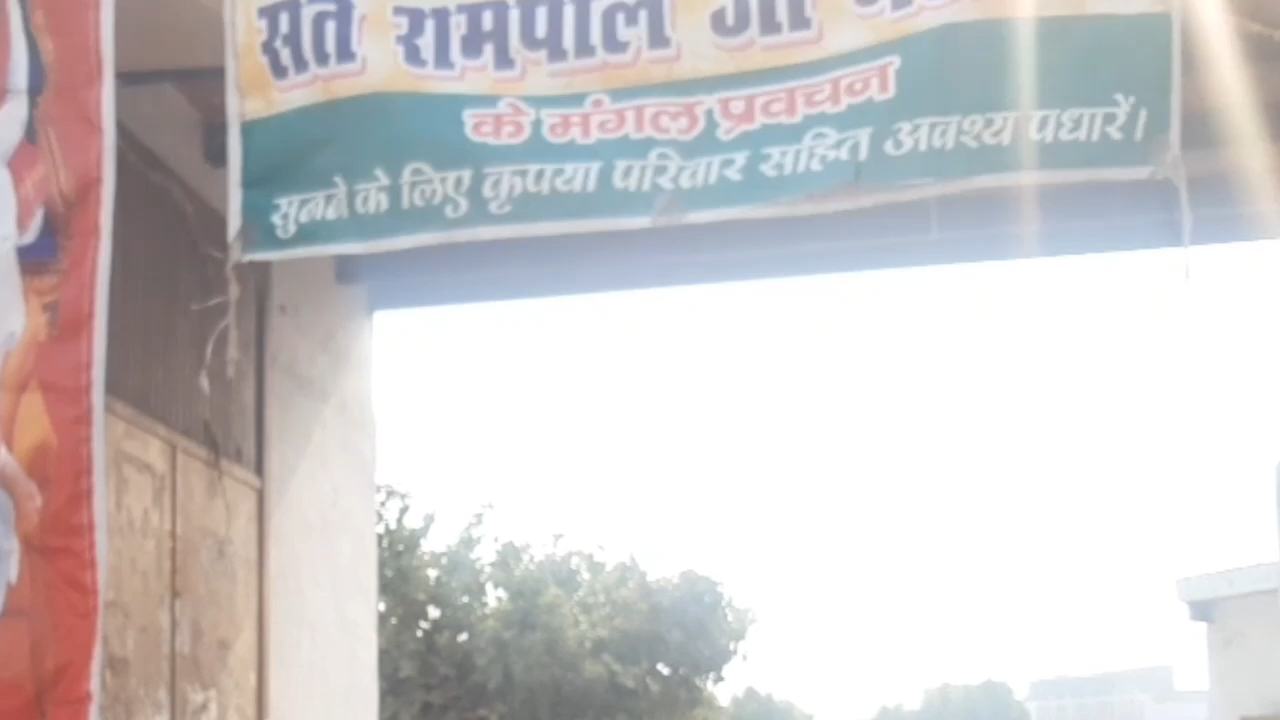 संत रामपाल जी
के मंगल प्रवचन
सुनने के लिए कृपया परिवार सहित अवश्य पधारें।